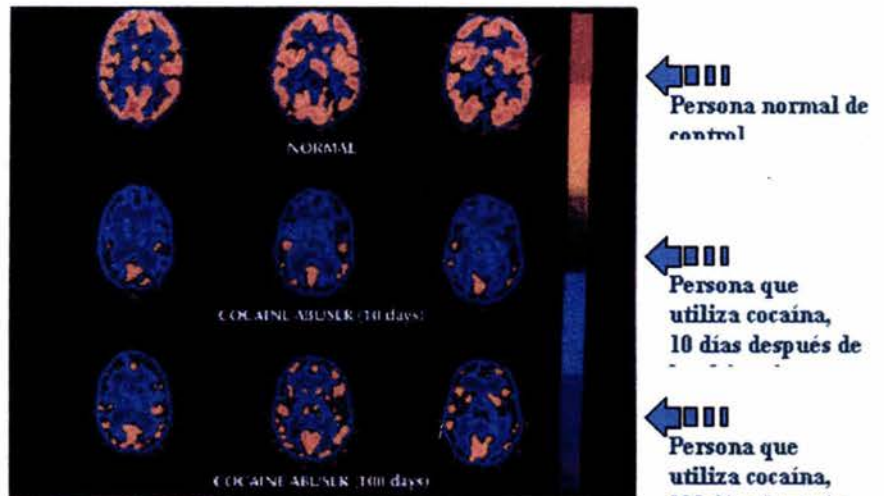 NORMAL
COCAINE ABUSER (10 days)
COCAINE ABUSER (100 days)
Persona normal de
control
Persona que
utiliza cocaína,
10 días después de
Persona que
utiliza cocaína,